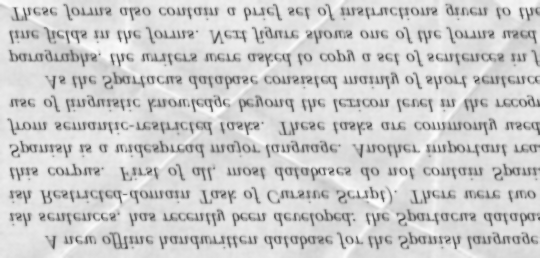 A new offline handwritten database for the Spanish language
ish sentences, has recently been developed: the Spartacus databas
ish Restricted-domain Task of Cursive Script). There were two
this corpus. First of all, most databases do not contain Spani
Spanish is a widespread major language. Another important rea
from semantic-restricted tasks. These tasks are commonly used
use of linguistic knowledge beyond the lexicon level in the recogn
As the Spartacus database consisted mainly of short sentence
paragraphs, the writers were asked to copy a set of sentences in f
line fields in the forms. Next figure shows one of the forms used
These forms also contain a brief set of instructions given to the